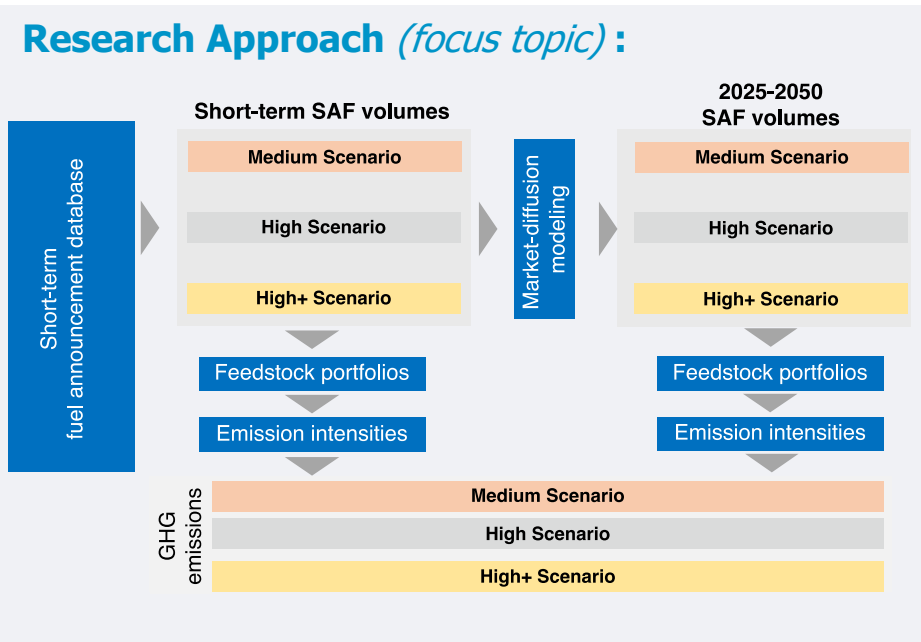 Research Approach (focus topic) :
Short-term
fuel announcement database
Short-term SAF volumes
Medium Scenario
High Scenario
High+ Scenario
Feedstock portfolios
Emission intensities
Market-diffusion
modeling
2025-2050
SAF volumes
Medium Scenario
High Scenario
High+ Scenario
Feedstock portfolios
Emission intensities
GHG
emissions
Medium Scenario
High Scenario
High+ Scenario